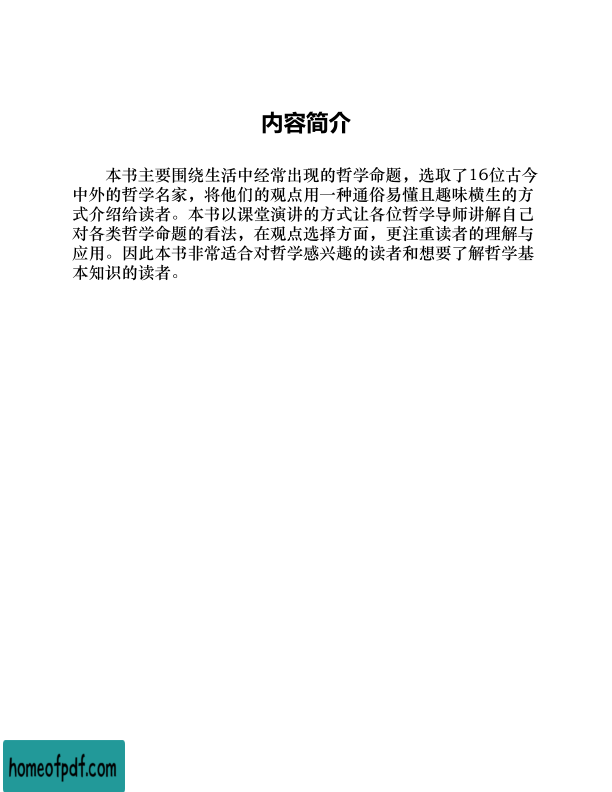 内容简介
本书主要围绕生活中经常出现的哲学命题，选取了16位古今
中外的哲学名家，将他们的观点用一种通俗易懂且趣味横生的方
式介绍给读者。本书以课堂演讲的方式让各位哲学导师讲解自己
对各类哲学命题的看法，在观点选择方面，更注重读者的理解与
应用。因此本书非常适合对哲学感兴趣的读者和想要了解哲学基
本知识的读者。
homeofpdf.com